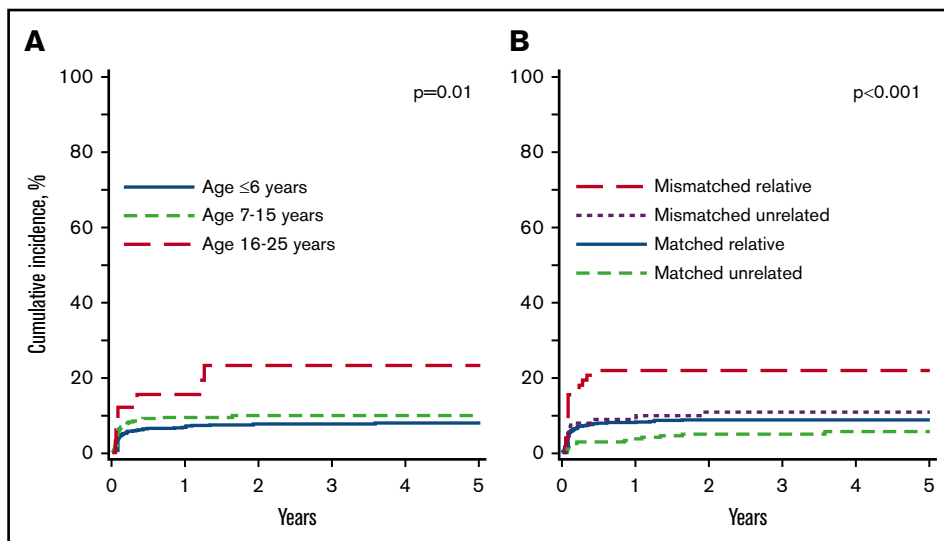 A
p=0.01
100
80
60
40
20
0
Cumulative incidence, %
Age ≤6 years
Age 7-15 years
Age 16-25 years
0 1 2 3 4 5
Years
B
p<0.001
100
80
60
40
20
0
Mismatched relative
Mismatched unrelated
Matched relative
Matched unrelated
0 1 2 3 4 5
Years